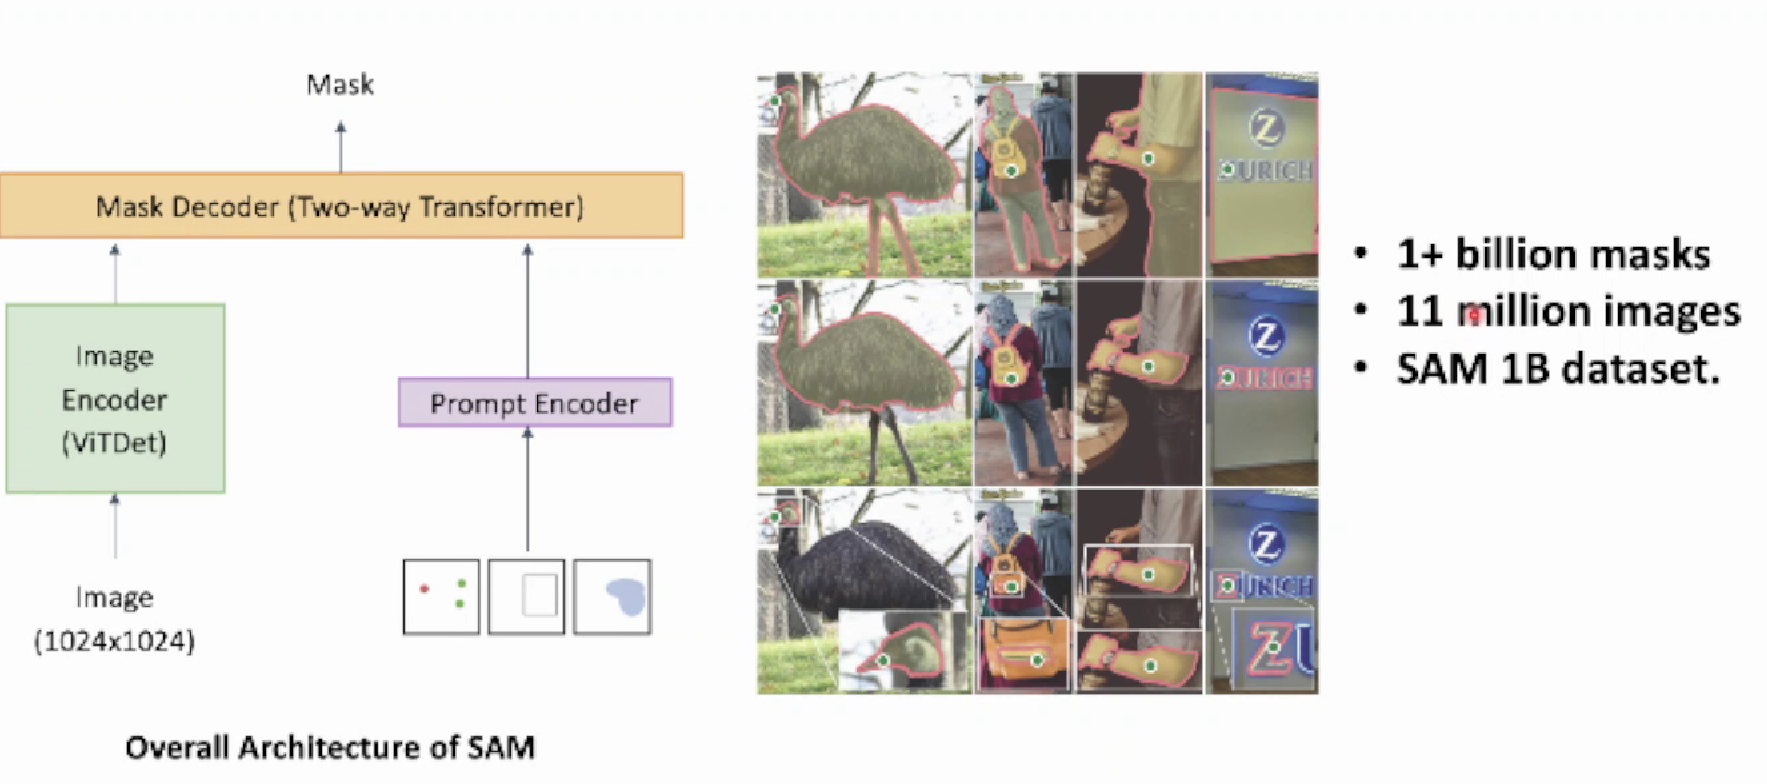 Mask
Mask Decoder (Two-way Transformer)
Image
Encoder
(ViTDet)
Prompt Encoder
Image
(1024x1024)
Overall Architecture of SAM
Z
ZURICH
Z
ZURICH
Z
ZURICH
ZU
• 1+ billion masks
• 11 million images
• SAM 1B dataset.